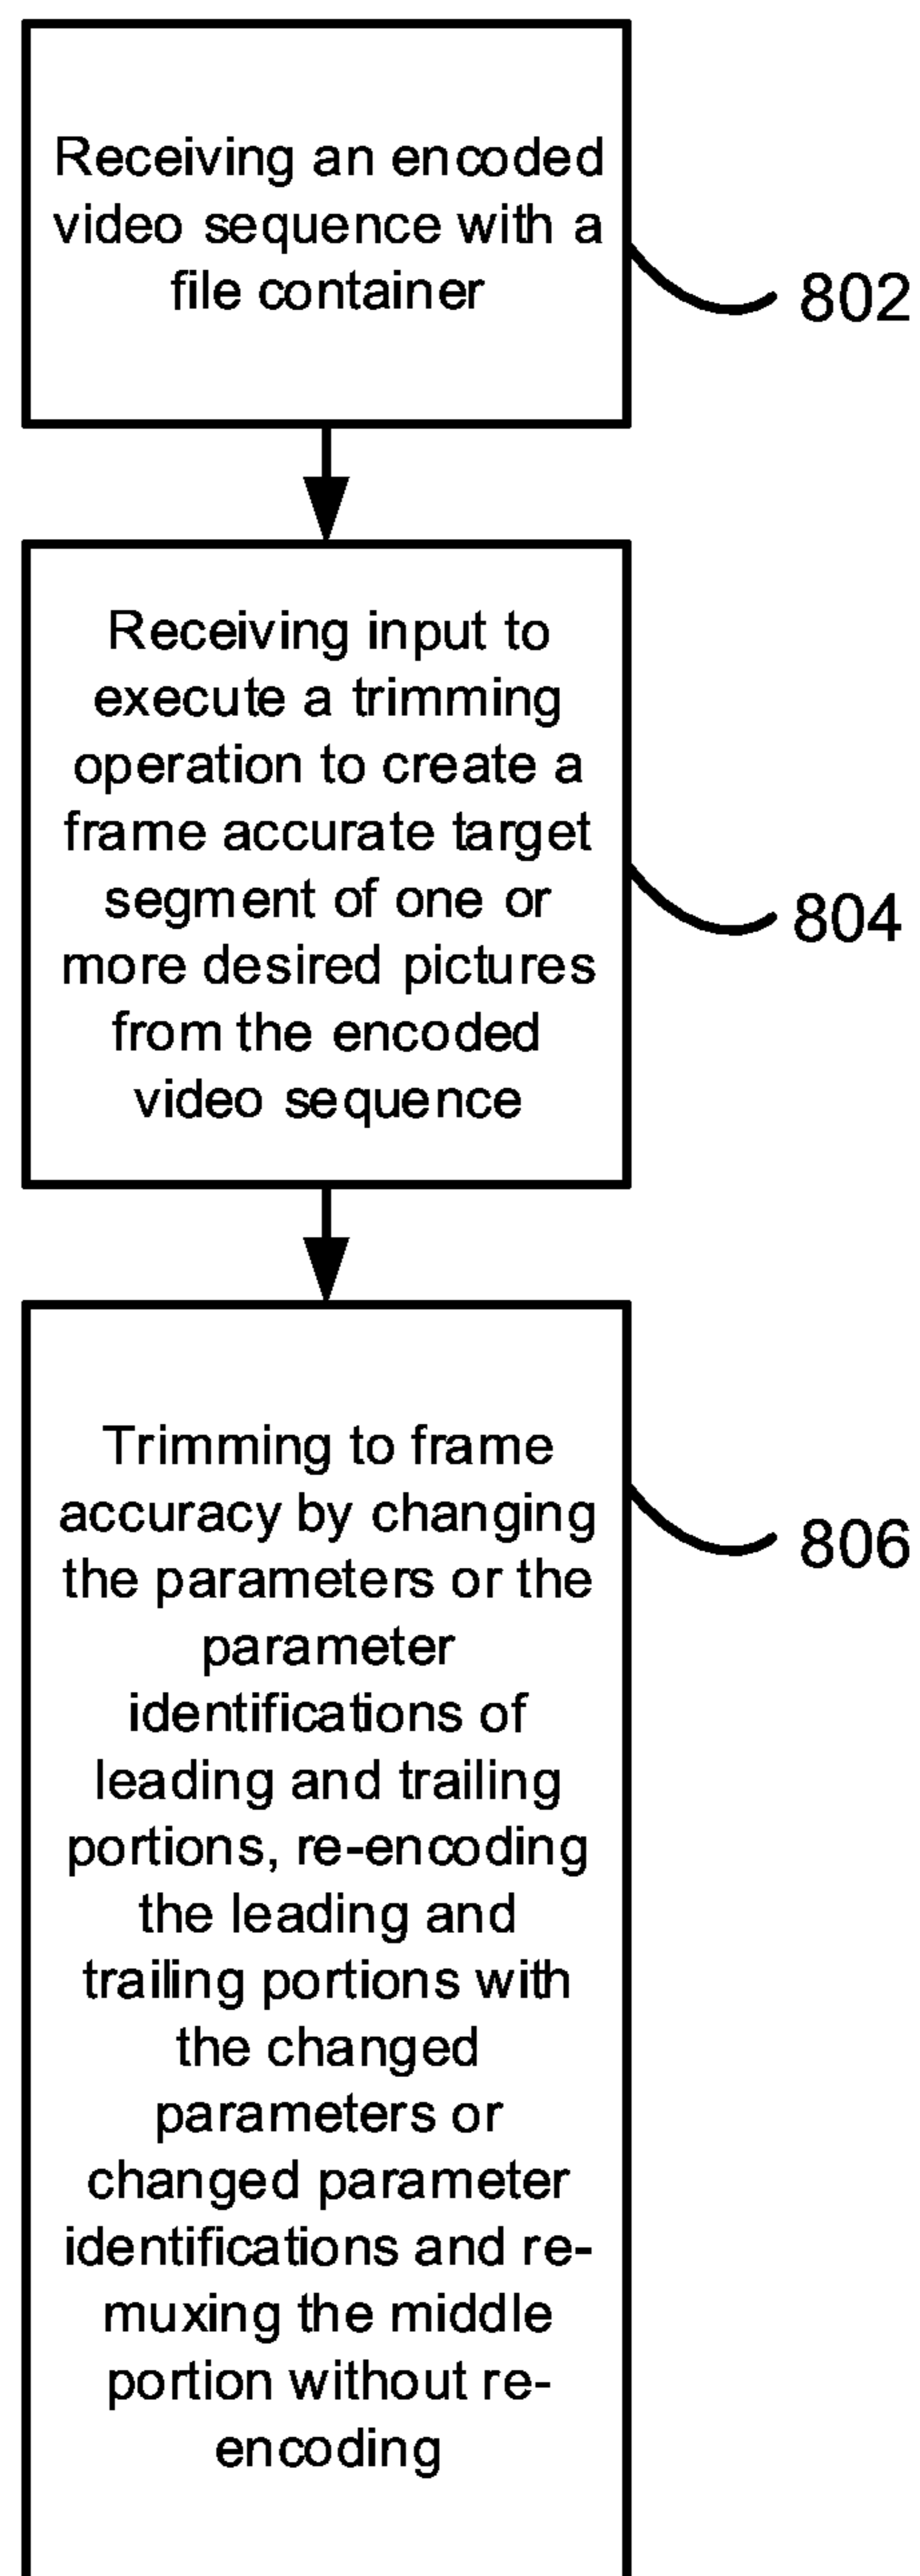 Receiving an encoded
video sequence with a
file container
802
Receiving input to
execute a trimming
operation to create a
frame accurate target
segment of one or
more desired pictures
from the encoded
video sequence
804
Trimming to frame
accuracy by changing
the parameters or the
parameter
identifications of
leading and trailing
portions, re-encoding
the leading and
trailing portions with
the changed
parameters or
changed parameter
identifications and re-
muxing the middle
portion without re-
encoding
806